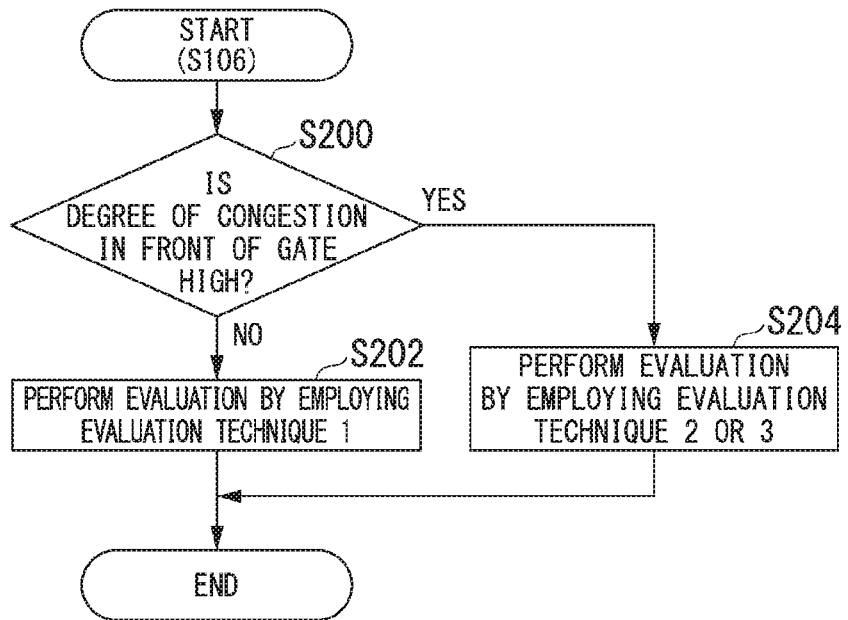 START
(S106)
S200
IS
DEGREE OF CONGESTION
IN FRONT OF GATE
HIGH?
YES
NO
S202
PERFORM EVALUATION BY EMPLOYING
EVALUATION TECHNIQUE 1
S204
PERFORM EVALUATION
BY EMPLOYING EVALUATION
TECHNIQUE 2 OR 3
END